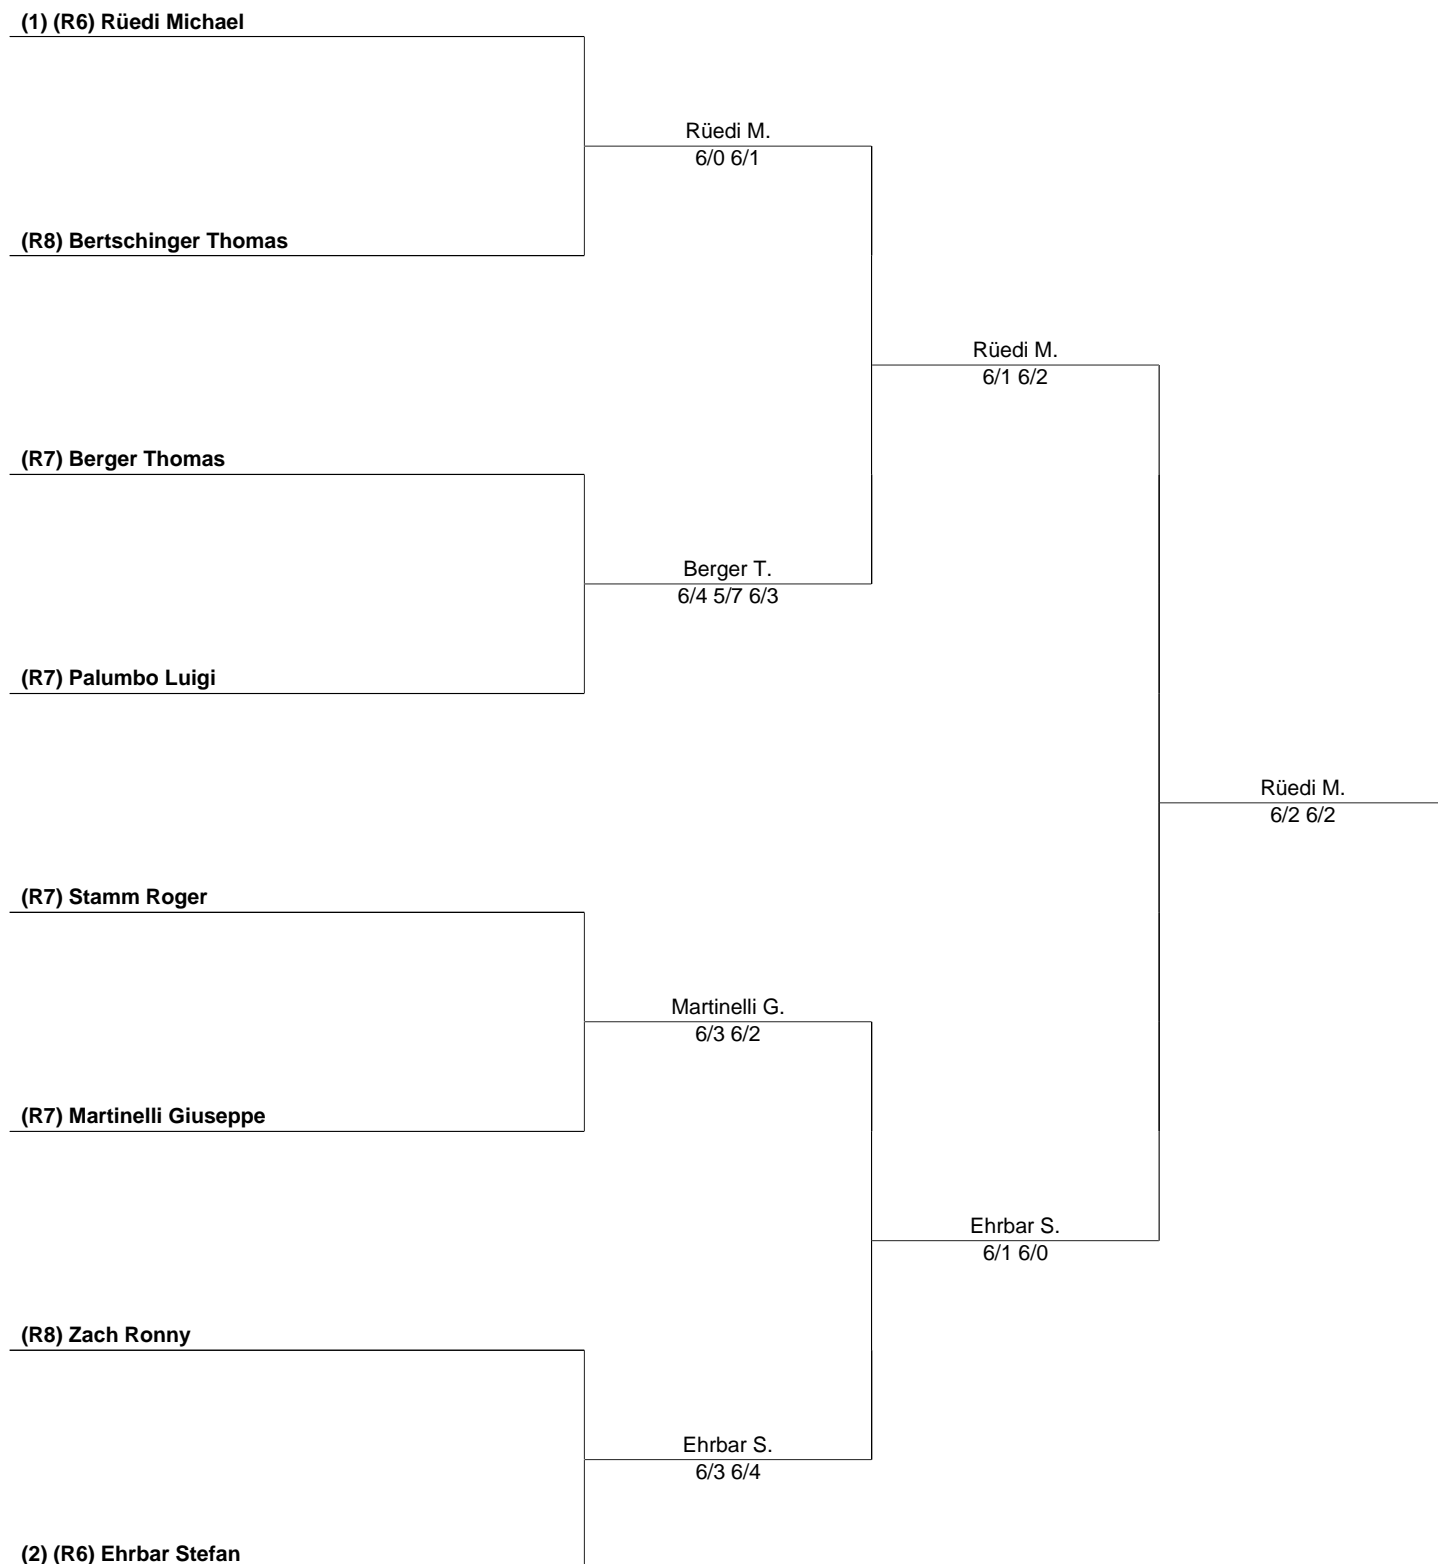 (1) (R6) Rüedi Michael
Rüedi M.
6/0 6/1
(R8) Bertschinger Thomas
Rüedi M.
6/1 6/2
(R7) Berger Thomas
Berger T.
6/4 5/7 6/3
(R7) Palumbo Luigi
Rüedi M.
6/2 6/2
(R7) Stamm Roger
Martinelli G.
6/3 6/2
(R7) Martinelli Giuseppe
Ehrbar S.
6/1 6/0
(R8) Zach Ronny
Ehrbar S.
6/3 6/4
(2) (R6) Ehrbar Stefan